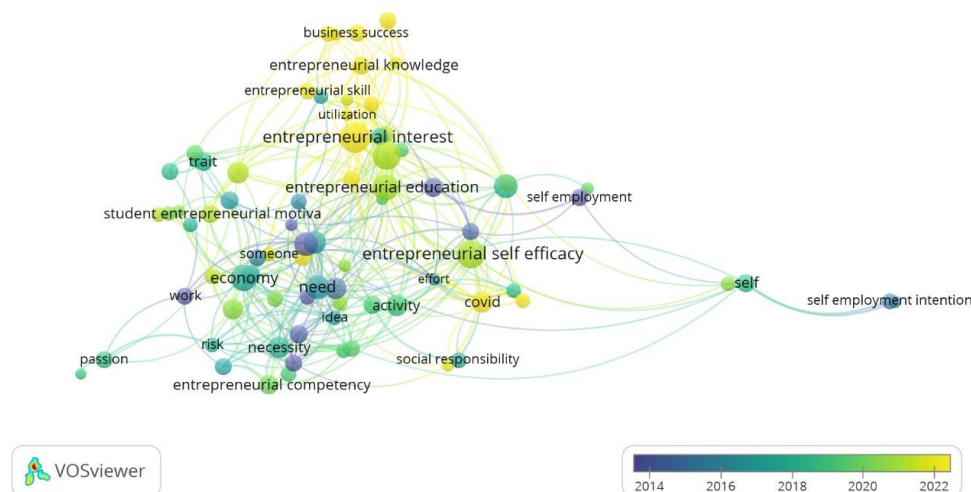 business success
entrepreneurial knowledge
entrepreneurial skill
utilization
entrepreneurial interest
trait
entrepreneurial education
self employment
student entrepreneurial motiva
someone
entrepreneurial self efficacy
economy
need
effort
self
work
covid
self employment intention
activity
idea
risk
necessity
passion
social responsibility
entrepreneurial competency
VOSviewer
2014 2016 2018 2020 2022